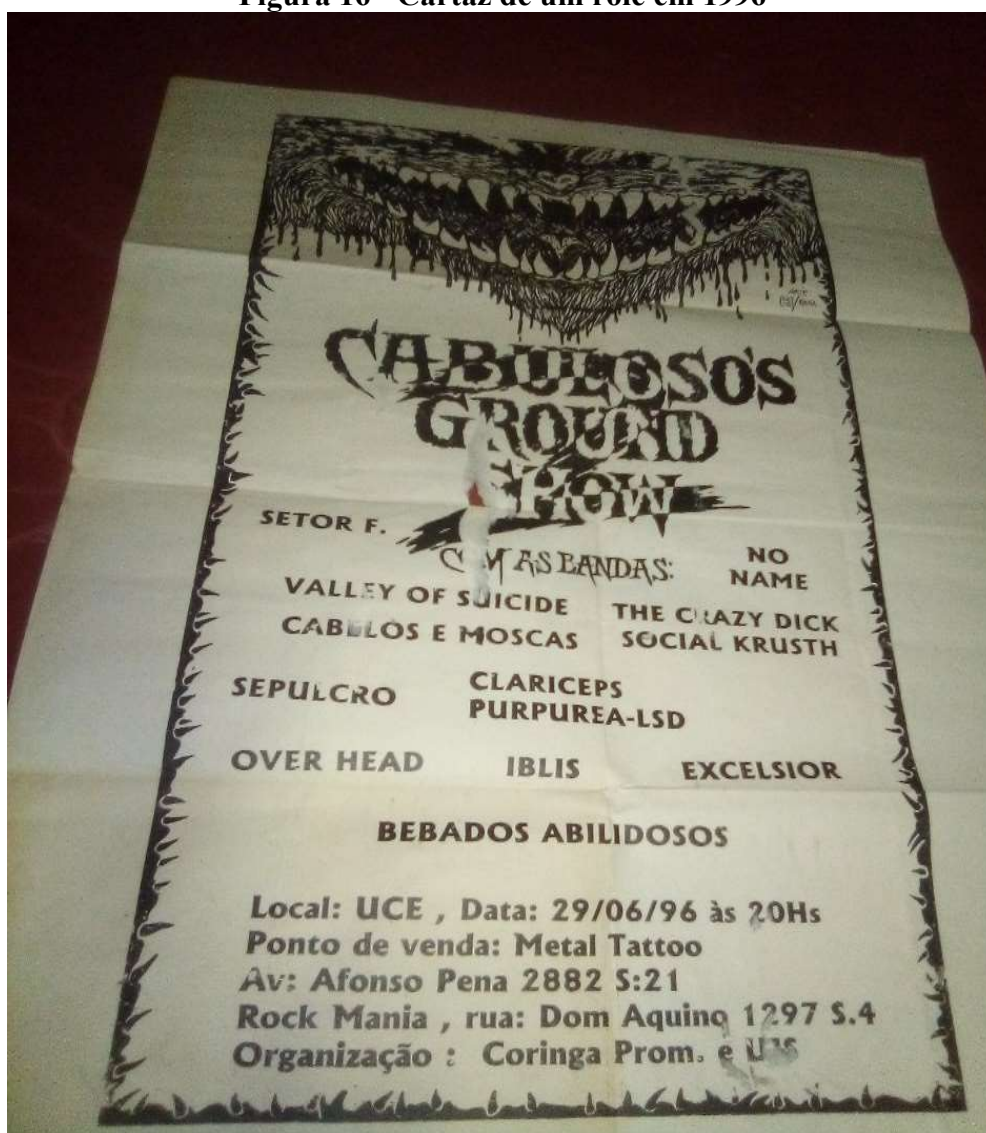 Figura 16 - Cartaz de um rolê em 1996
CABULOSO'S
GROUND
SHOW
SETOR F.
COM AS BANDAS:
NO
NAME
VALLEY OF SUICIDE
THE CRAZY DICK
CABELOS E MOSCAS
SOCIAL KRUSTH
SEPULCRO
CLARICEPS
PURPUREA-LSD
OVER HEAD
IBLIS
EXCELSIOR
BEBADOS ABILIDOSOS
Local: UCE , Data: 29/06/96 às 20Hs
Ponto de venda: Metal Tattoo
Av: Afonso Pena 2882 S:21
Rock Mania , rua: Dom Aquino 1297 S.4
Organização : Coringa Prom. e